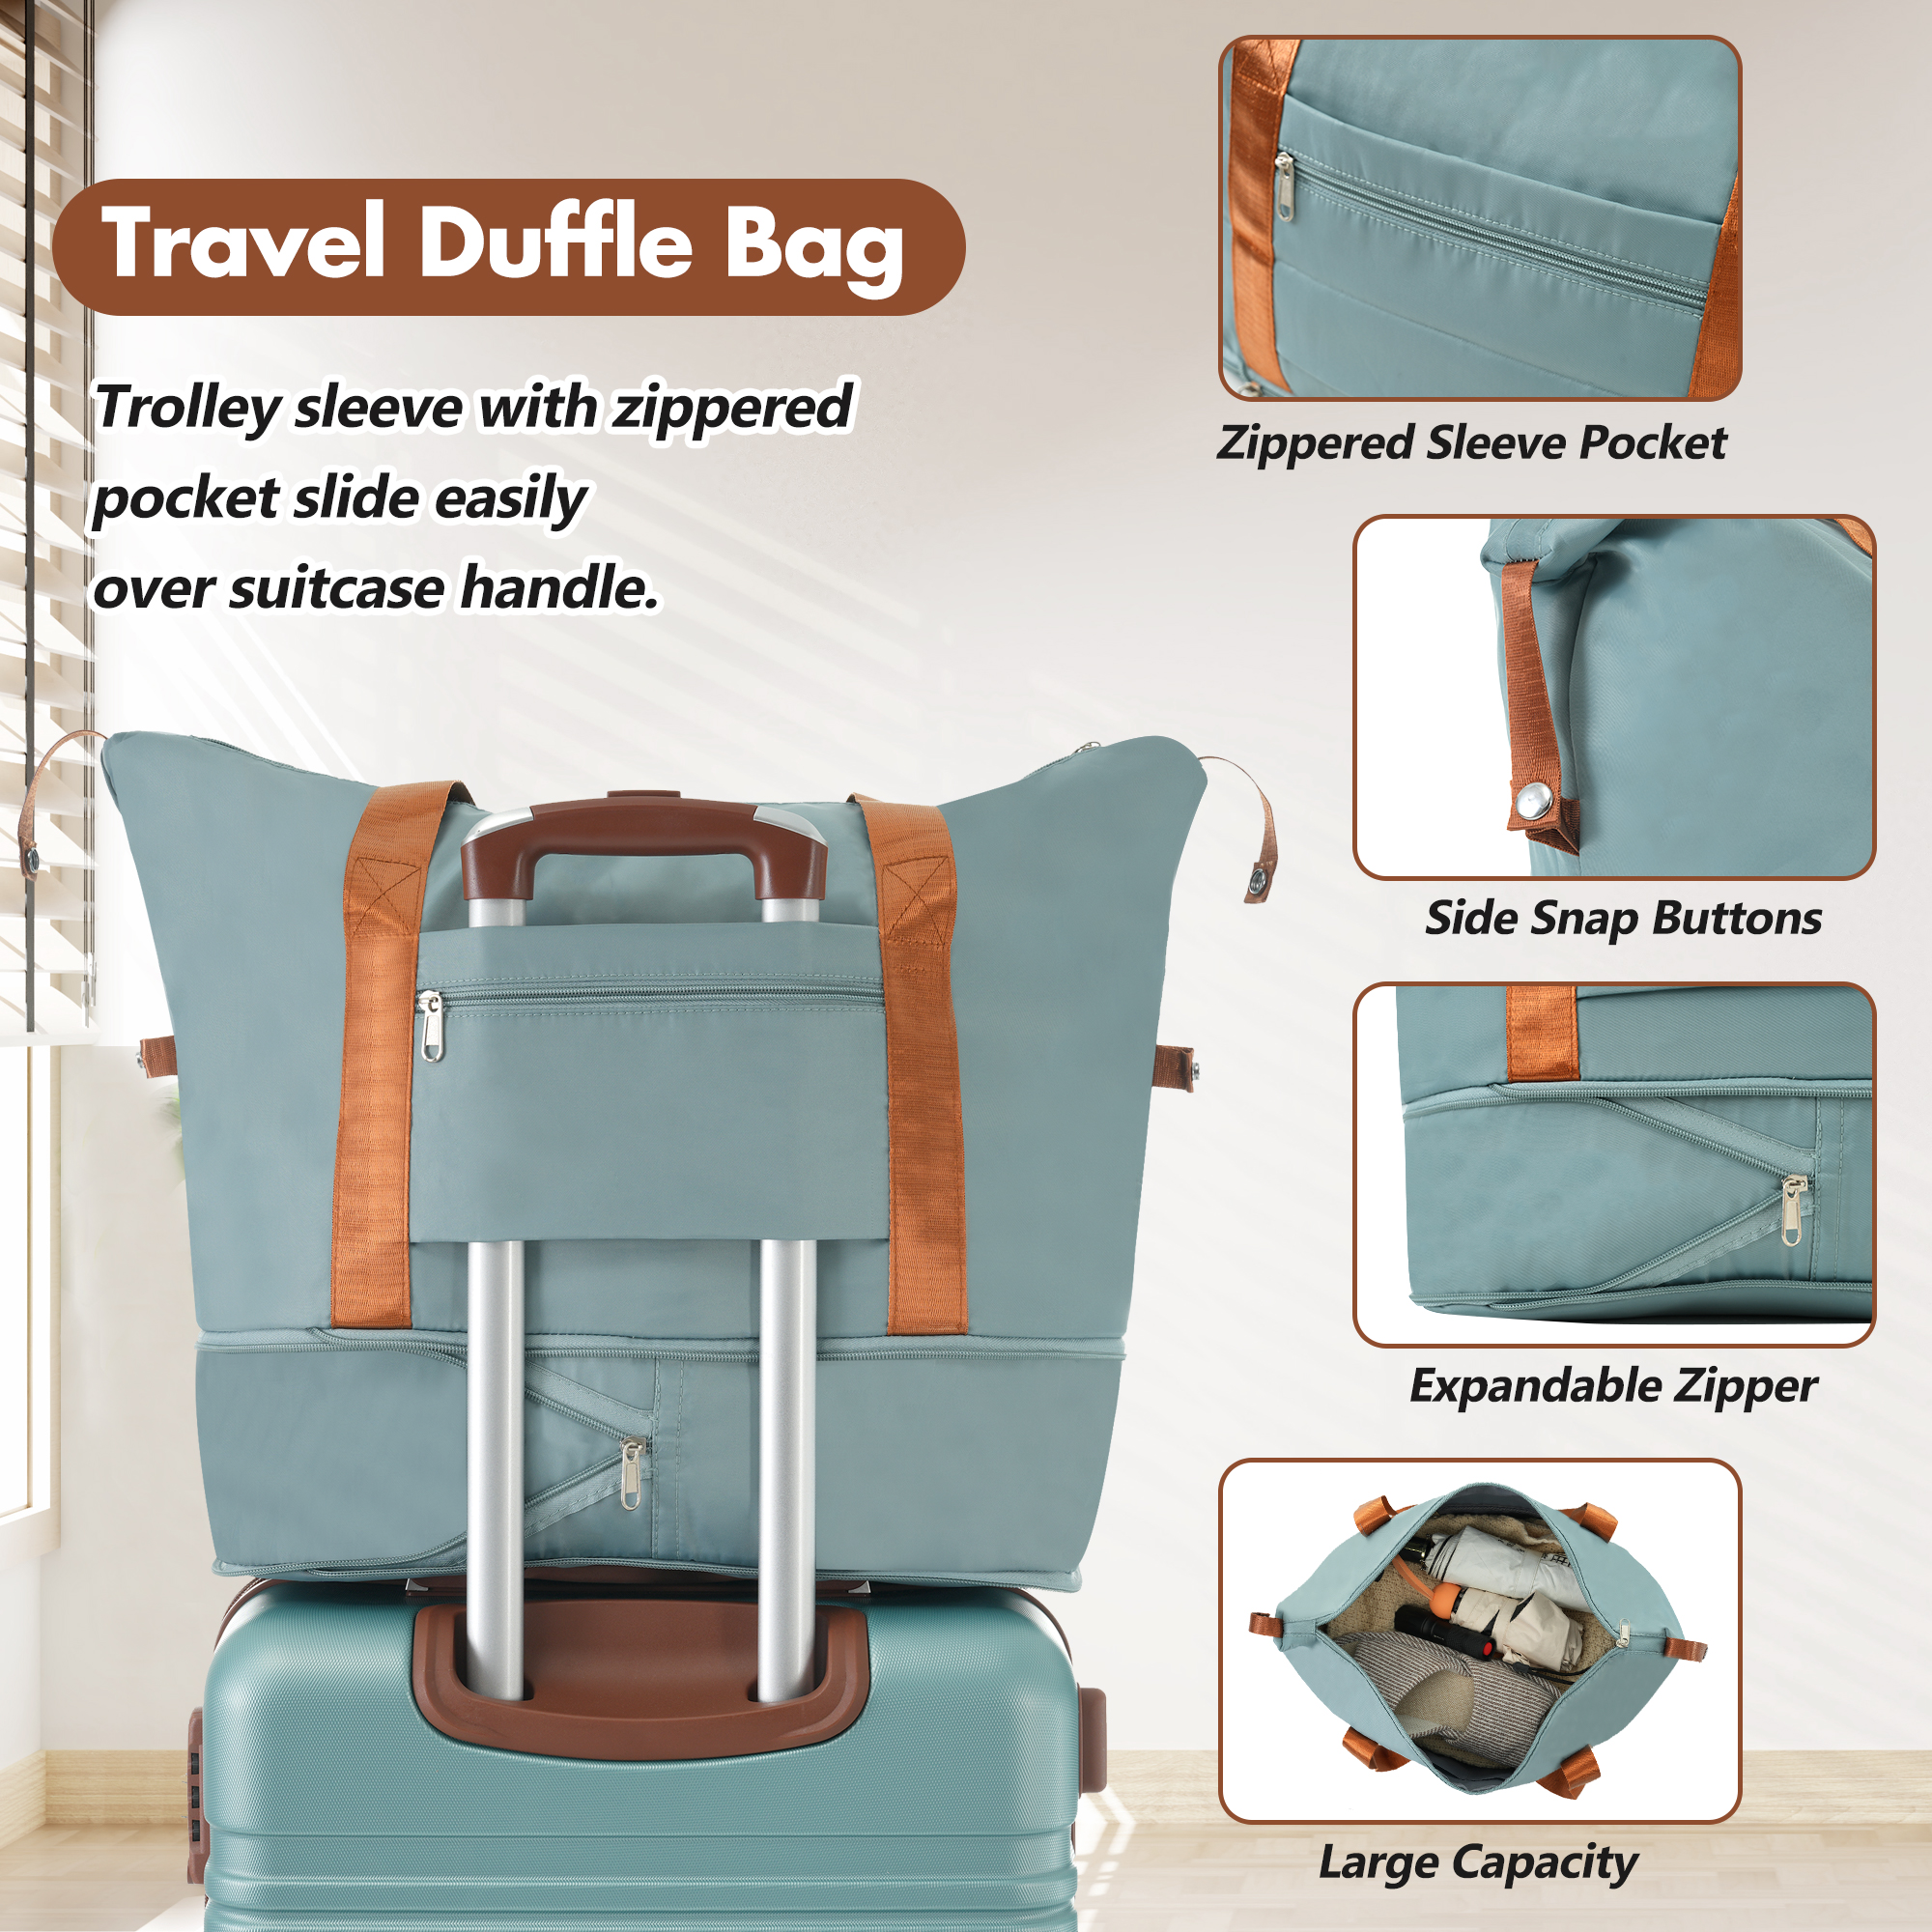 Travel Duffle Bag
Trolley sleeve with zippered
pocket slide easily
over suitcase handle.
Zippered Sleeve Pocket
Side Snap Buttons
Expandable Zipper
Large Capacity